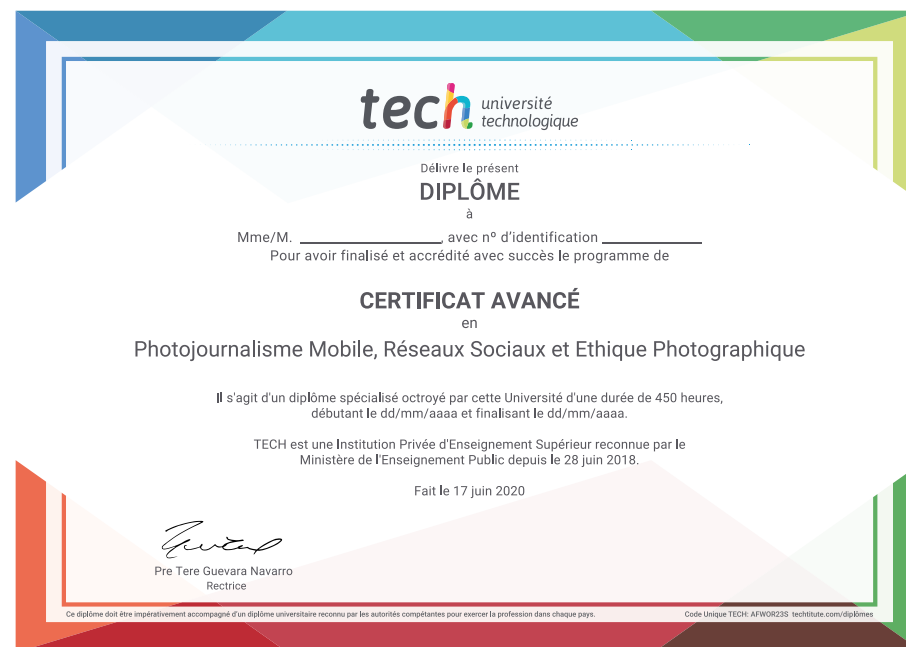 tech université
technologique
Délivre le présent
DIPLÔME
à
Mme/M. ____________________, avec nº d'identification ______________
Pour avoir finalisé et accrédité avec succès le programme de
CERTIFICAT AVANCÉ
en
Photojournalisme Mobile, Réseaux Sociaux et Ethique Photographique
Il s'agit d'un diplôme spécialisé octroyé par cette Université d'une durée de 450 heures,
débutant le dd/mm/aaaa et finalisant le dd/mm/aaaa.
TECH est une Institution Privée d'Enseignement Supérieur reconnue par le
Ministère de l'Enseignement Public depuis le 28 juin 2018.
Fait le 17 juin 2020
Pre Tere Guevara Navarro
Rectrice
Ce diplôme doit être impérativement accompagné d'un diplôme universitaire reconnu par les autorités compétantes pour exercer la profession dans chaque pays.
Code Unique TECH: AFWOR23S techtitute.com/diplômes